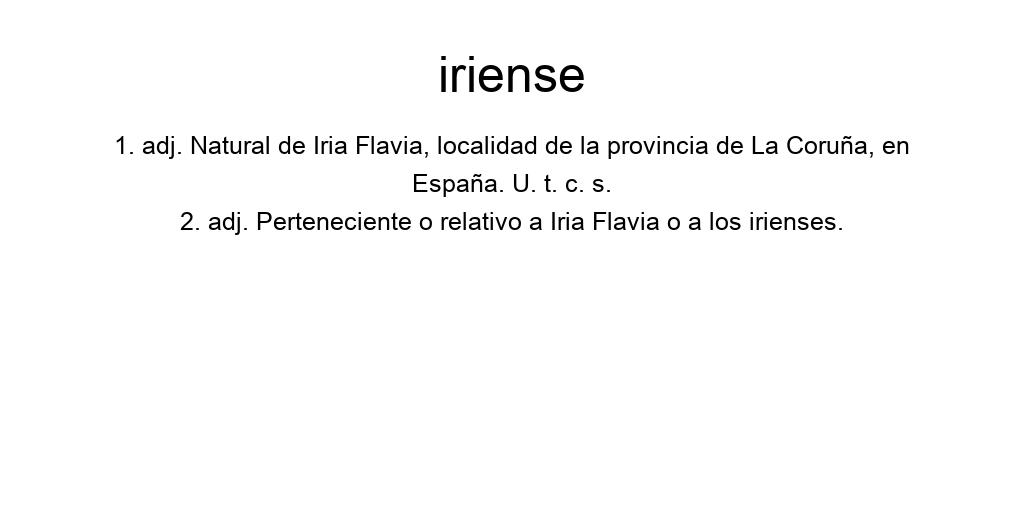 iriense
1. adj. Natural de Iria Flavia, localidad de la provincia de La Coruña, en
España. U. t. c. s.
2. adj. Perteneciente o relativo a Iria Flavia o a los irienses.